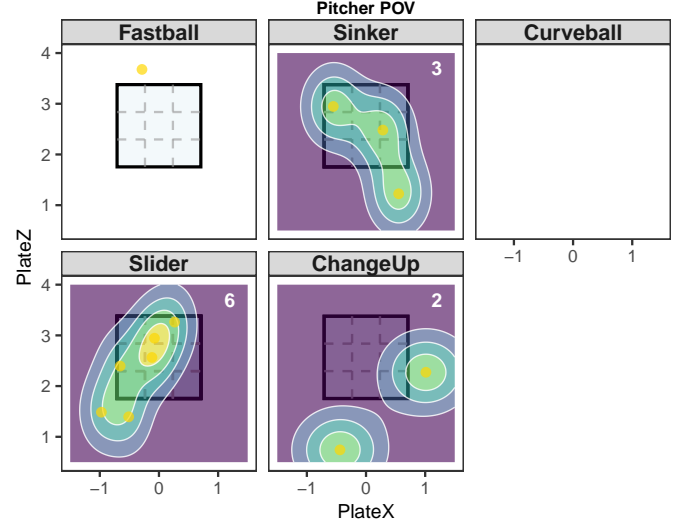 Pitcher POV
Fastball Sinker Curveball
4
3
2
1
3
−1 0 1
PlateZ
Slider ChangeUp
4
3
2
1
6
2
−1 0 1
−1 0 1
PlateX